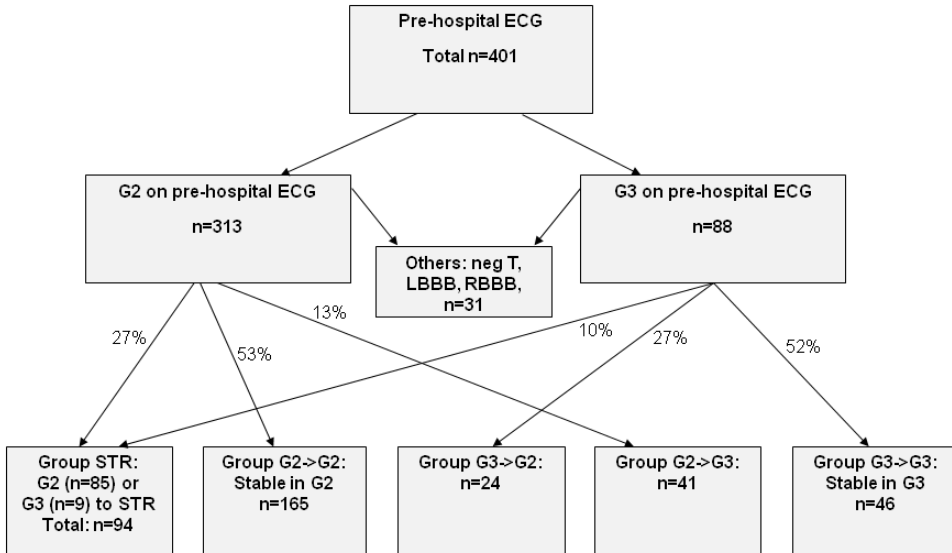 Pre-hospital ECG
Total n=401
G2 on pre-hospital ECG
n=313
G3 on pre-hospital ECG
n=88
Others: neg T,
LBBB, RBBB,
n=31
27%
53%
13%
10%
27%
52%
Group STR:
G2 (n=85) or
G3 (n=9) to STR
Total: n=94
Group G2->G2:
Stable in G2
n=165
Group G3->G2:
n=24
Group G2->G3:
n=41
Group G3->G3:
Stable in G3
n=46